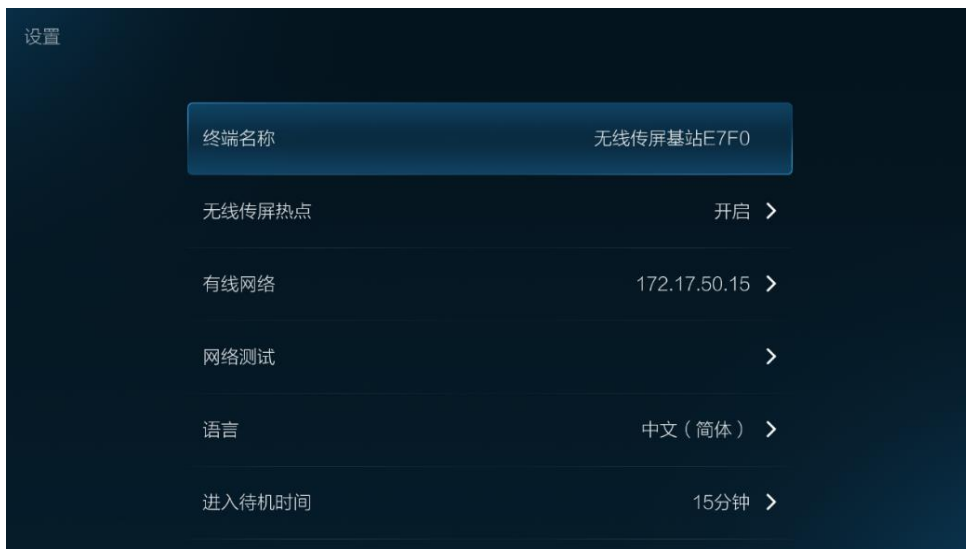 设置
终端名称 无线传屏基站E7F0
无线传屏热点 开启
有线网络 172.17.50.15
网络测试
语言 中文（简体）
进入待机时间 15分钟